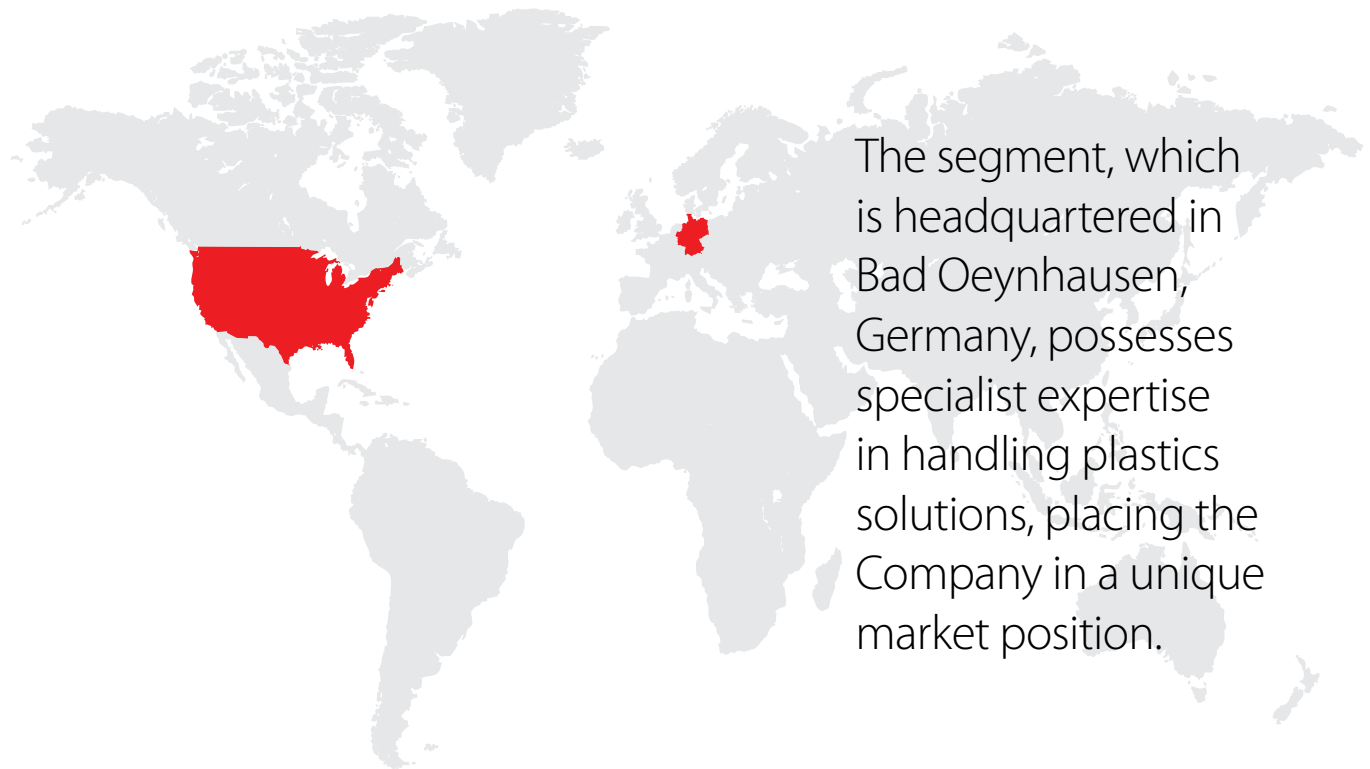 The segment, which
is headquartered in
Bad Oeynhausen,
Germany, possesses
specialist expertise
in handling plastics
solutions, placing the
Company in a unique
market position.